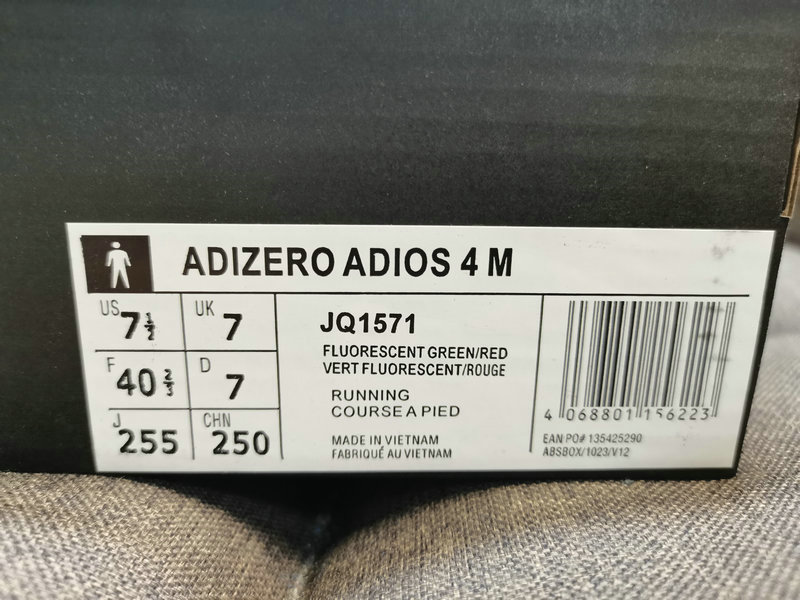 ADIZERO ADIOS 4 M
US 7½ UK 7
F 40⅔ D 7
J 255 CHN 250
JQ1571
FLUORESCENT GREEN/RED
VERT FLUORESCENT/ROUGE
RUNNING
COURSE A PIED
MADE IN VIETNAM
FABRIQUÉ AU VIETNAM
4 068801 156223
EAN PO# 135425290
ABSBOX/1023/V12